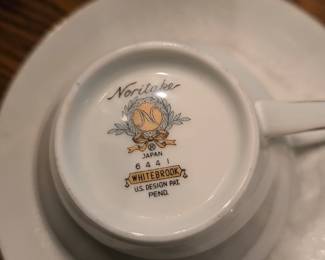 Noritake
N
®
JAPAN
6441
WHITEBROOK
U.S. DESIGN PAT.
PEND.